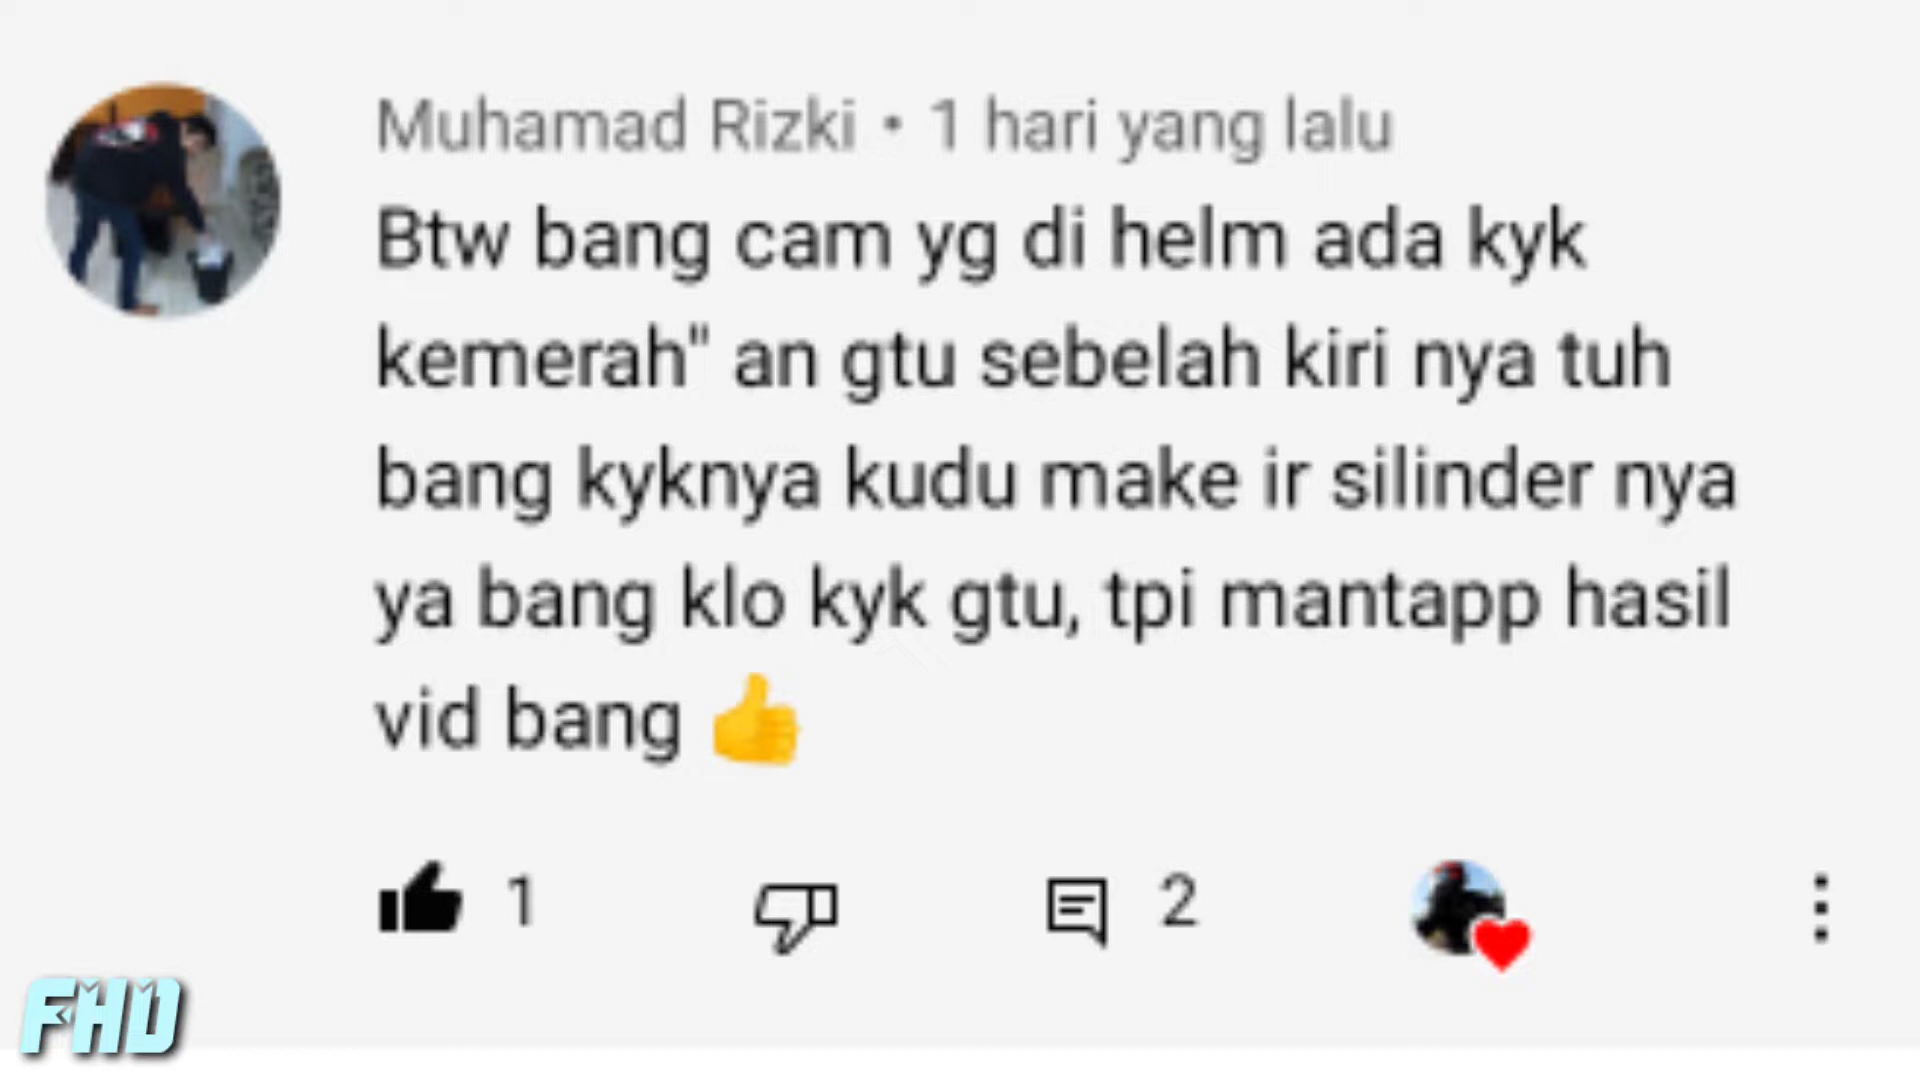 Muhamad Rizki • 1 hari yang lalu
Btw bang cam yg di helm ada kyk
kemerah" an gtu sebelah kiri nya tuh
bang kyknya kudu make ir silinder nya
ya bang klo kyk gtu, tpi mantapp hasil
vid bang 👍
1 2
FHD